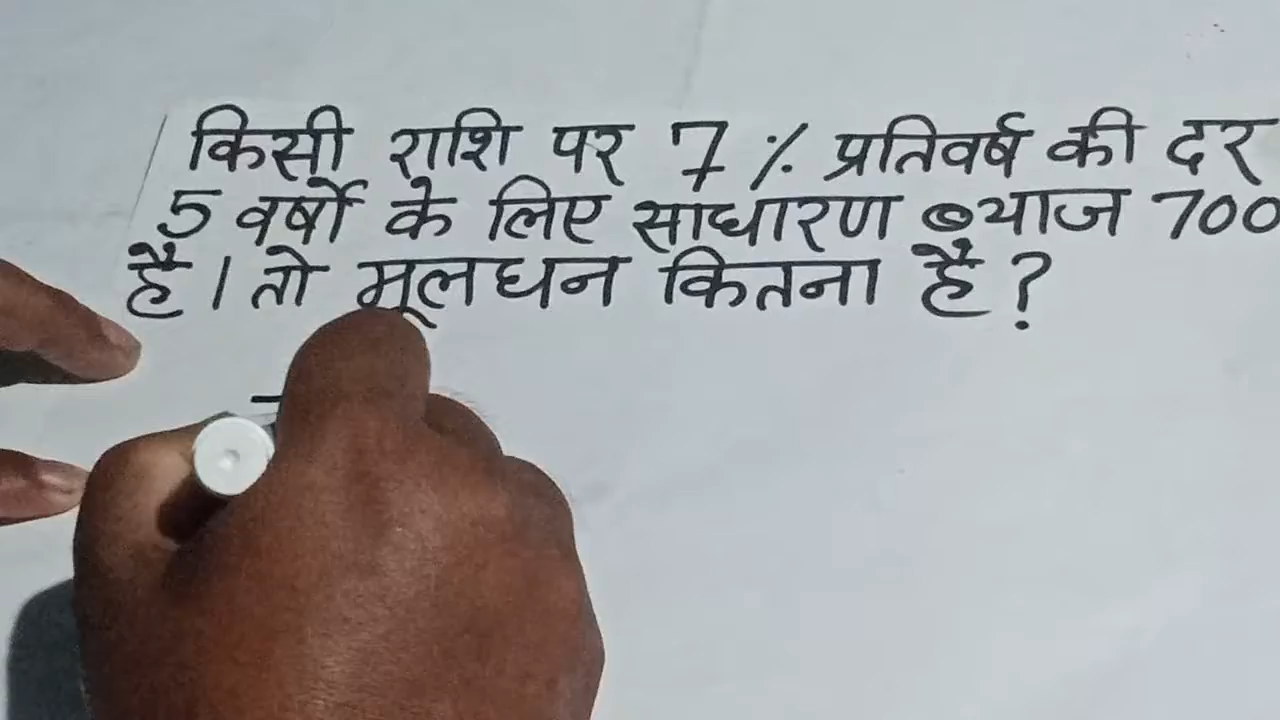 किसी राशि पर 7 % प्रतिवर्ष की दर
5 वर्षो के लिए साधारण ब्याज 700
है । तो मूलधन कितना है ?